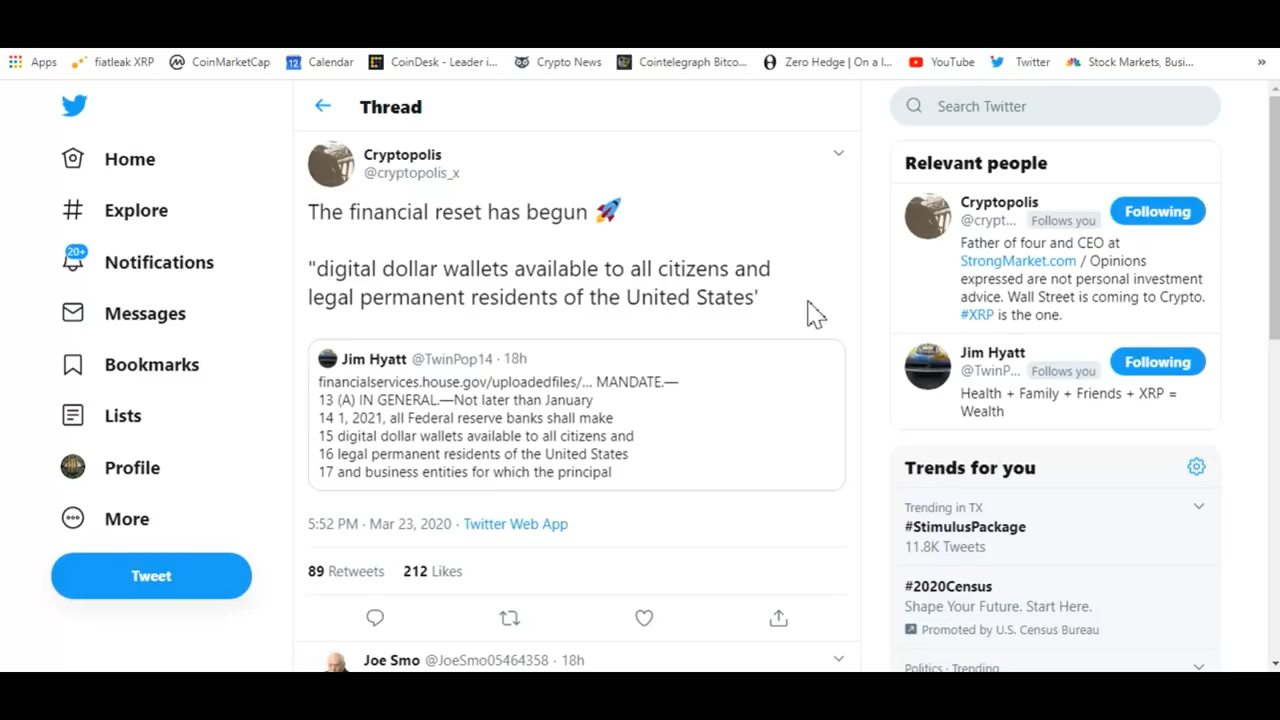 Apps fiatleak XRP CoinMarketCap 12 Calendar CoinDesk - Leader i... Crypto News Cointelegraph Bitco... Zero Hedge | On a l... YouTube Twitter Stock Markets, Busi... »
Home
Explore
20+
Notifications
Messages
Bookmarks
Lists
Profile
More
Tweet
Thread
Cryptopolis
@cryptopolis_x
The financial reset has begun 🚀
"digital dollar wallets available to all citizens and
legal permanent residents of the United States'
Jim Hyatt @TwinPop14 · 18h
financialservices.house.gov/uploadedfiles/... MANDATE.—
13 (A) IN GENERAL.—Not later than January
14 1, 2021, all Federal reserve banks shall make
15 digital dollar wallets available to all citizens and
16 legal permanent residents of the United States
17 and business entities for which the principal
5:52 PM · Mar 23, 2020 · Twitter Web App
89 Retweets 212 Likes
Joe Smo @JoeSmo05464358 · 18h
Search Twitter
Relevant people
Cryptopolis
@crypt... Follows you
Following
Father of four and CEO at
StrongMarket.com / Opinions
expressed are not personal investment
advice. Wall Street is coming to Crypto.
#XRP is the one.
Jim Hyatt
@TwinP... Follows you
Following
Health + Family + Friends + XRP =
Wealth
Trends for you
Trending in TX
#StimulusPackage
11.8K Tweets
#2020Census
Shape Your Future. Start Here.
Promoted by U.S. Census Bureau
Politics · Trending